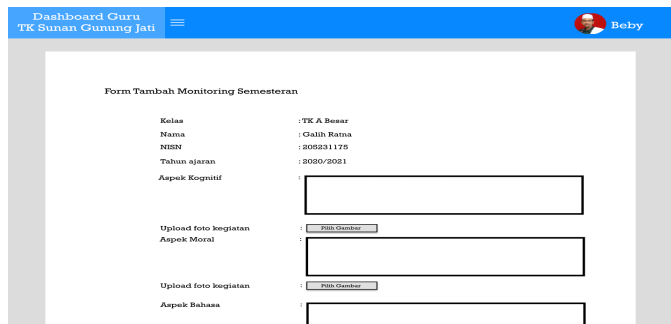 Dashboard Guru
TK Sunan Gunung Jati
Beby
Form Tambah Monitoring Semesteran
Kelas : TK A Besar
Nama : Galih Ratna
NISN : 205231175
Tahun ajaran : 2020/2021
Aspek Kognitif :
Upload foto kegiatan : Pilih Gambar
Aspek Moral :
Upload foto kegiatan : Pilih Gambar
Aspek Bahasa :